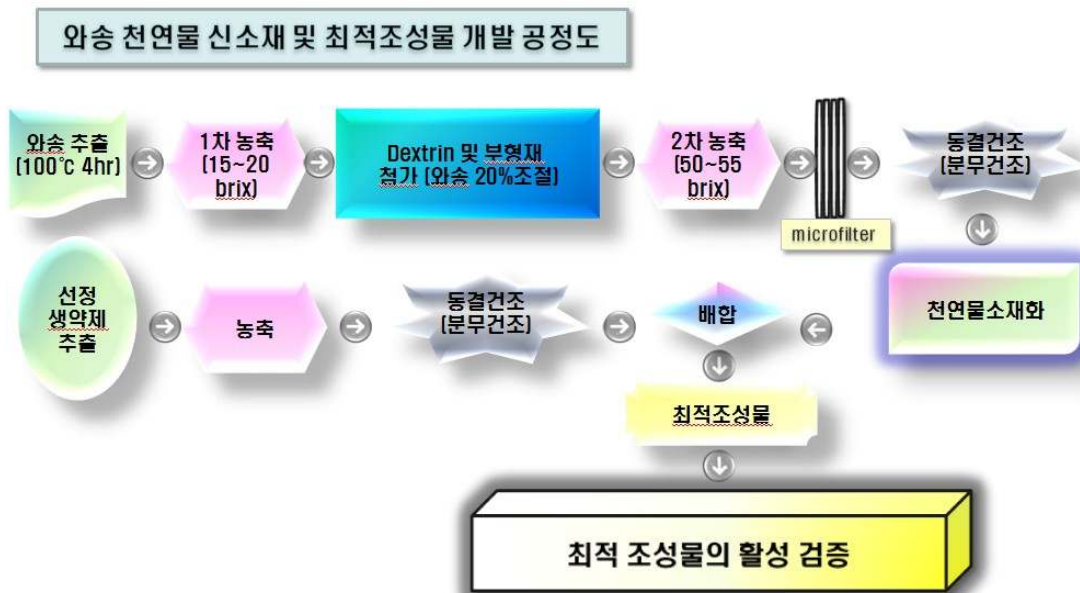 와송 천연물 신소재 및 최적조성물 개발 공정도
와송 추출
(100℃ 4hr)
1차 농축
(15~20
brix)
Dextrin 및 부형재
첨가 (와송 20%조절)
2차 농축
(50~55
brix)
microfilter
동결건조
(분무건조)
선정
생약제
추출
농축
동결건조
(분무건조)
배합
천연물소재화
최적조성물
최적 조성물의 활성 검증